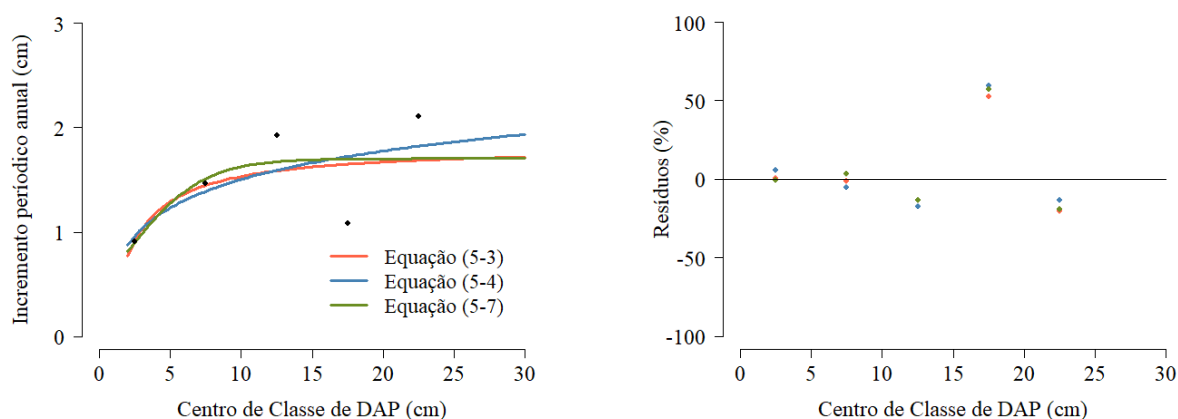 Incremento períodico anual (cm)
3
2
1
0
Equação (5-3)
Equação (5-4)
Equação (5-7)
0 5 10 15 20 25 30
Centro de Classe de DAP (cm)
Resíduos (%)
100
50
0
-50
-100
0 5 10 15 20 25 30
Centro de Classe de DAP (cm)